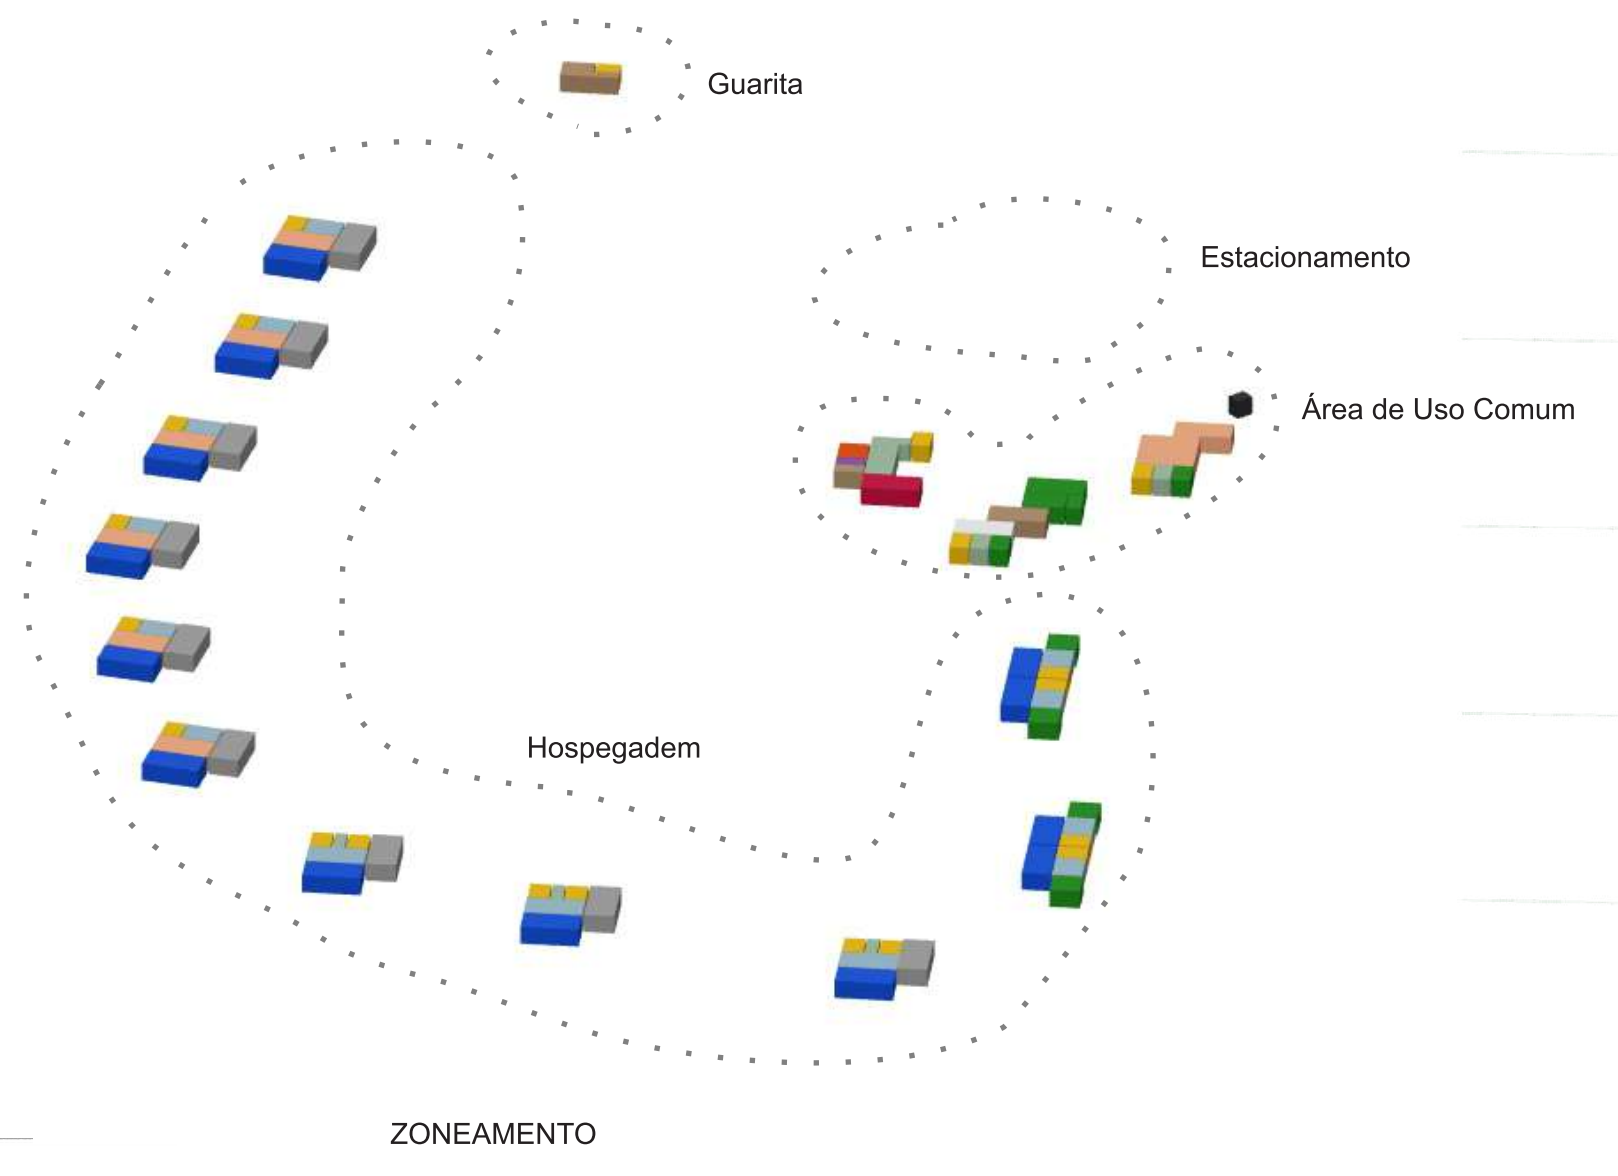 Guarita
Estacionamento
Área de Uso Comum
Hospegadem
ZONEAMENTO